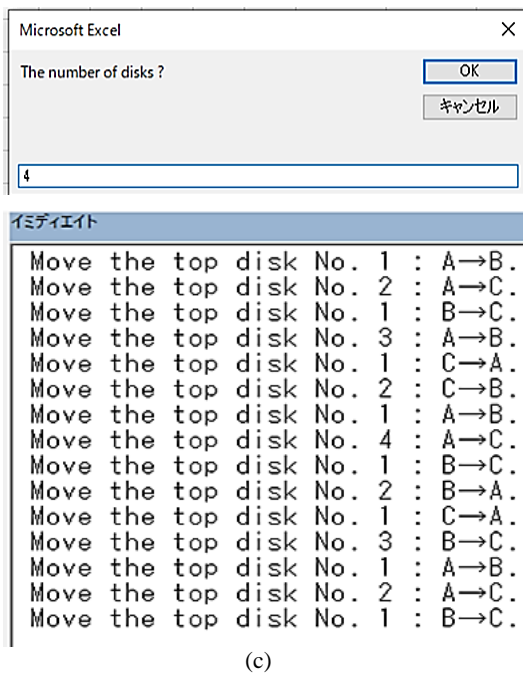 Microsoft Excel
The number of disks ?
OK
キャンセル
4
イミディエイト
Move the top disk No. 1 : A→B.
Move the top disk No. 2 : A→C.
Move the top disk No. 1 : B→C.
Move the top disk No. 3 : A→B.
Move the top disk No. 1 : C→A.
Move the top disk No. 2 : C→B.
Move the top disk No. 1 : A→B.
Move the top disk No. 4 : A→C.
Move the top disk No. 1 : B→C.
Move the top disk No. 2 : B→A.
Move the top disk No. 1 : C→A.
Move the top disk No. 3 : B→C.
Move the top disk No. 1 : A→B.
Move the top disk No. 2 : A→C.
Move the top disk No. 1 : B→C.
(c)